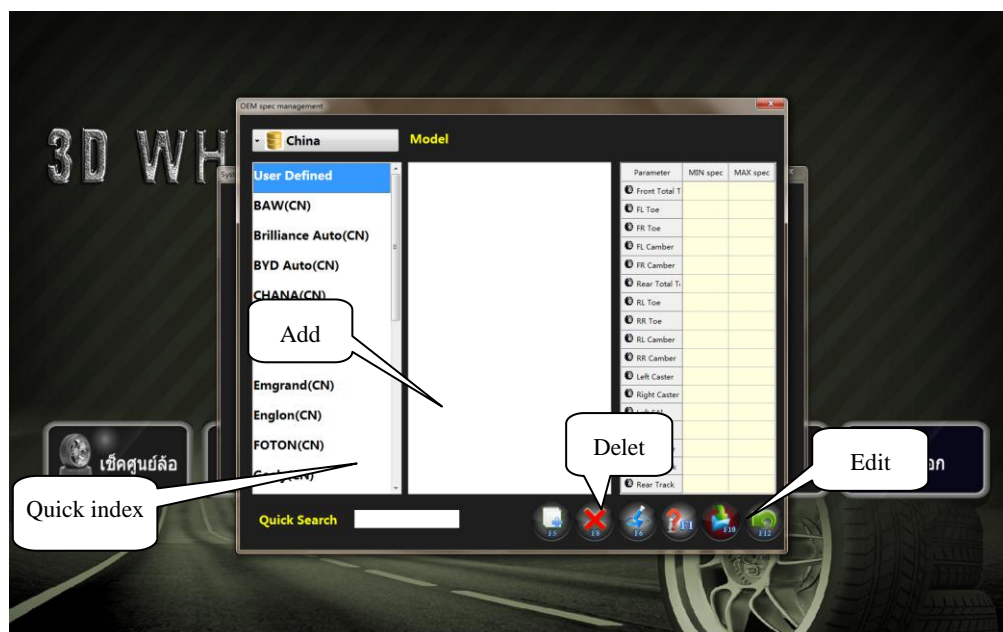 OEM spec management
3D WH
China
Model
User Defined
BAW(CN)
Brilliance Auto(CN)
BYD Auto(CN)
CHANA(CN)
Emgrand(CN)
Englon(CN)
FOTON(CN)
Parameter MIN spec MAX spec
Front Total T
FL Toe
FR Toe
FL Camber
FR Camber
Rear Total T
RL Toe
RR Toe
RL Camber
RR Camber
Left Caster
Right Caster
Rear Track
Add
Delet
Edit
Quick index
เช็คศูนย์ล้อ
Quick Search
F5
F8
F6
F1
F10
F12